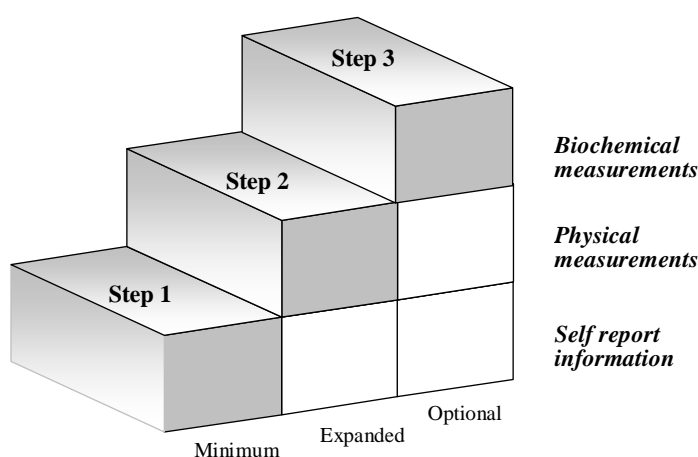 Step 3
Biochemical
measurements
Step 2
Physical
measurements
Step 1
Self report
information
Minimum
Expanded
Optional